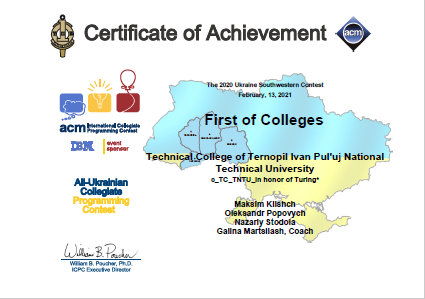 Certificate of Achievement
acm
The 2020 Ukraine Southwestern Contest
February, 13, 2021
First of Colleges
acm International Collegiate
Programming Contest
IBM event
sponsor
Technical College of Ternopil Ivan Pul'uj National
Technical University
o_TC_TNTU_In honor of Turing*
All-Ukrainian
Collegiate
Programming
Contest
Maksim Klishch
Oleksandr Popovych
Nazariy Stodola
Galina Martsiiash, Coach
William B. Poucher
William B. Poucher, Ph.D.
ICPC Executive Director